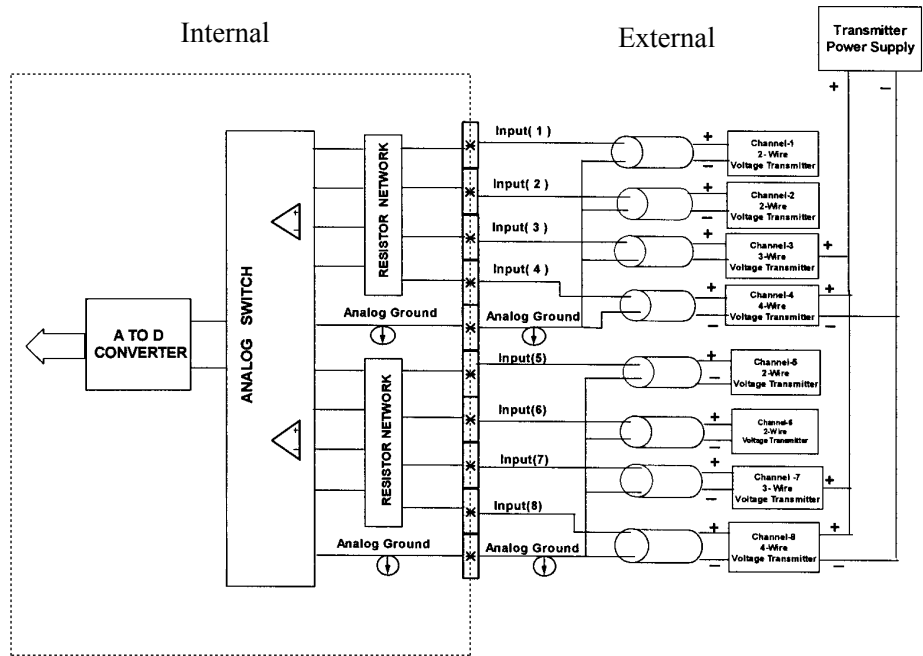 Internal
External
Transmitter
Power Supply
+
−
Input( 1 )
Input( 2 )
Input( 3 )
Input( 4 )
Analog Ground
Analog Ground
Input(5)
Input(6)
Input(7)
Input(8)
Analog Ground
Analog Ground
RESISTOR NETWORK
RESISTOR NETWORK
ANALOG SWITCH
A TO D
CONVERTER
+
−
Channel-1
2- Wire
Voltage Transmitter
+
−
Channel-2
2-Wire
Voltage Transmitter
+
−
Channel-3
3-Wire
Voltage Transmitter
+
+
−
Channel-4
4-Wire
Voltage Transmitter
+
−
+
−
Channel-5
2-Wire
Voltage Transmitter
+
−
Channel-6
2-Wire
Voltage Transmitter
+
−
Channel -7
3- Wire
Voltage Transmitter
+
+
−
Channel-8
4-Wire
Voltage Transmitter
+
−